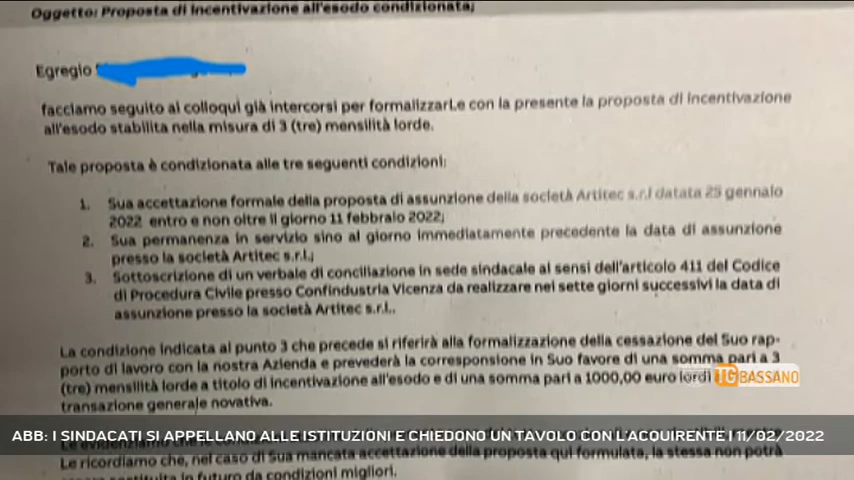 Oggetto: Proposta di incentivazione all'esodo condizionata;
Egregio
facciamo seguito ai colloqui già intercorsi per formalizzarLe con la presente la proposta di incentivazione
all'esodo stabilita nella misura di 3 (tre) mensilità lorde.
Tale proposta è condizionata alle tre seguenti condizioni:
1. Sua accettazione formale della proposta di assunzione della società Artitec s.r.l datata 25 gennaio
2022 entro e non oltre il giorno 11 febbraio 2022;
2. Sua permanenza in servizio sino al giorno immediatamente precedente la data di assunzione
presso la società Artitec s.r.l.;
3. Sottoscrizione di un verbale di conciliazione in sede sindacale ai sensi dell'articolo 411 del Codice
di Procedura Civile presso Confindustria Vicenza da realizzare nei sette giorni successivi la data di
assunzione presso la società Artitec s.r.l..
La condizione indicata al punto 3 che precede si riferirà alla formalizzazione della cessazione del Suo rap-
porto di lavoro con la nostra Azienda e prevederà la corresponsione in Suo favore di una somma pari a 3
(tre) mensilità lorde a titolo di incentivazione all'esodo e di una somma pari a 1000,00 euro lordi
TG BASSANO
transazione generale novativa.
ABB: I SINDACATI SI APPELLANO ALLE ISTITUZIONI E CHIEDONO UN TAVOLO CON L'ACQUIRENTE | 11/02/2022
Le ricordiamo che, nel caso di Sua mancata accettazione della proposta qui formulata, la stessa non potrà
essere sostituita in futuro da condizioni migliori.